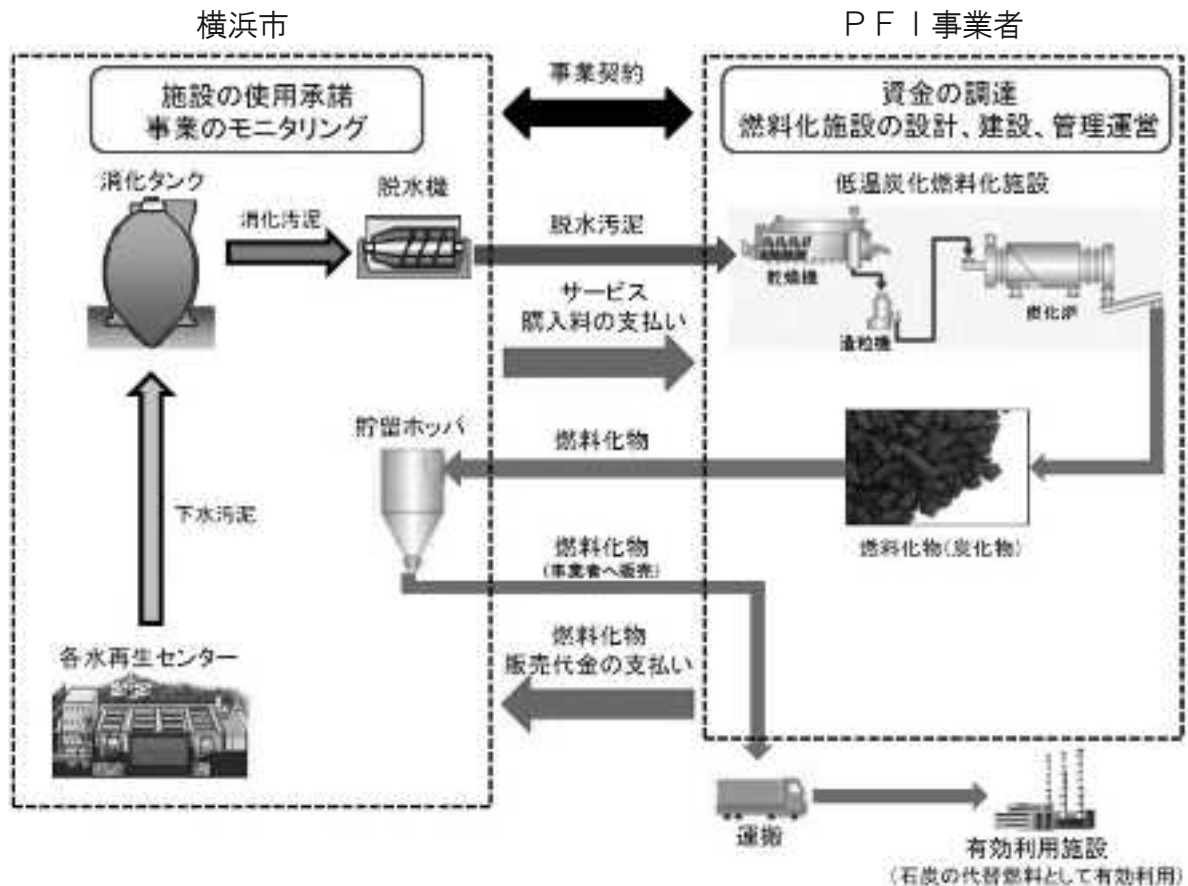 横浜市
ＰＦＩ事業者
施設の使用承諾
事業のモニタリング
事業契約
資金の調達
燃料化施設の設計、建設、管理運営
消化タンク
消化汚泥
脱水機
脱水汚泥
低温炭化燃料化施設
乾燥機
造粒機
炭化炉
サービス
購入料の支払い
貯留ホッパ
燃料化物
燃料化物(炭化物)
下水汚泥
燃料化物
(事業者へ販売)
各水再生センター
燃料化物
販売代金の支払い
運搬
有効利用施設
(石炭の代替燃料として有効利用)